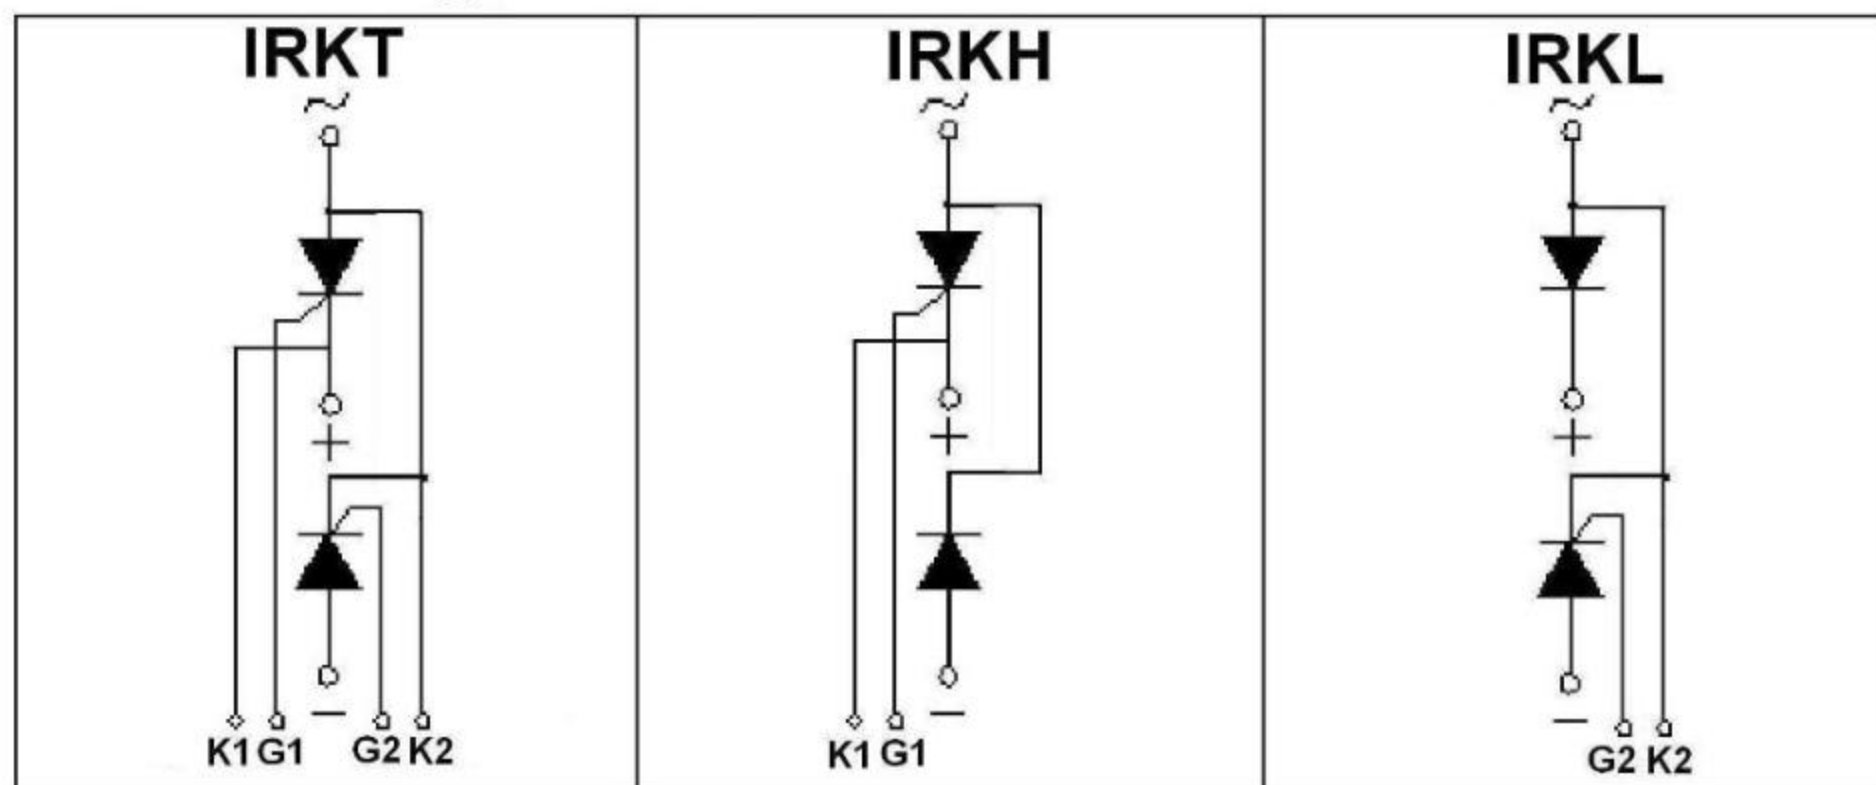 IRKT
IRKH
IRKL
~
~
~
+
+
+
−
−
−
K1 G1 G2 K2
K1 G1
G2 K2